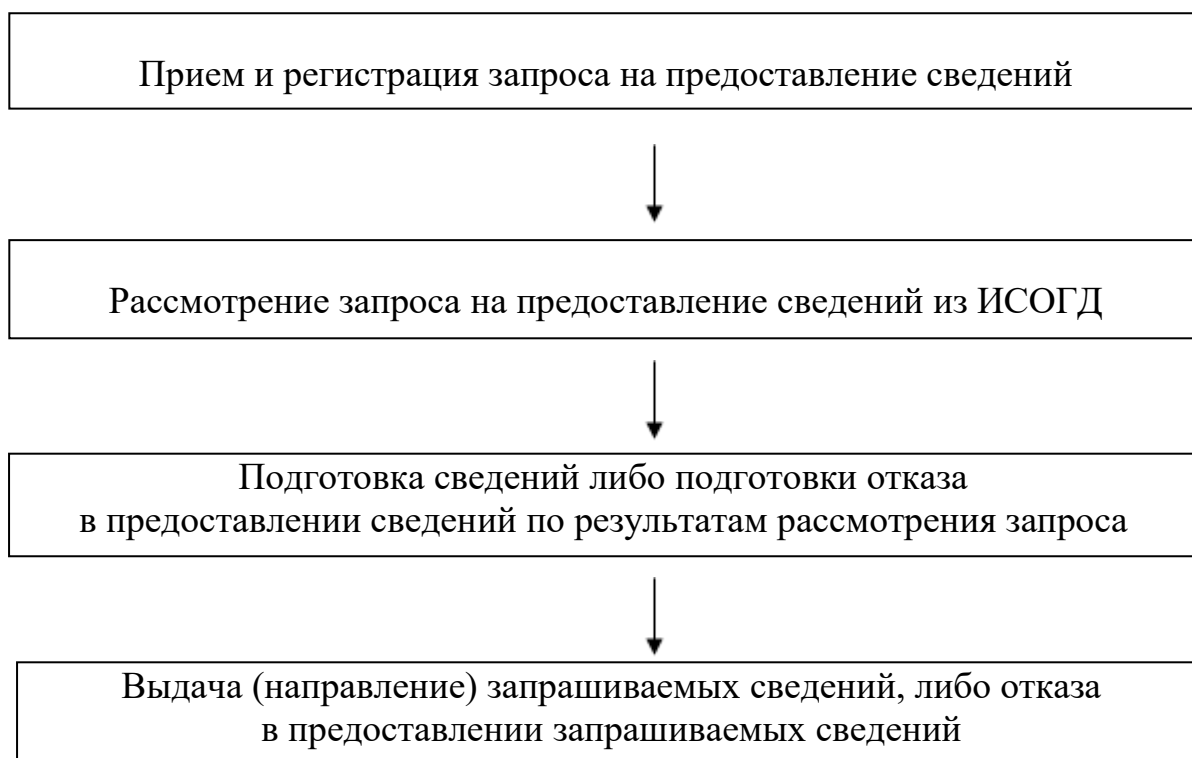 Прием и регистрация запроса на предоставление сведений
Рассмотрение запроса на предоставление сведений из ИСОГД
Подготовка сведений либо подготовки отказа
в предоставлении сведений по результатам рассмотрения запроса
Выдача (направление) запрашиваемых сведений, либо отказа
в предоставлении запрашиваемых сведений